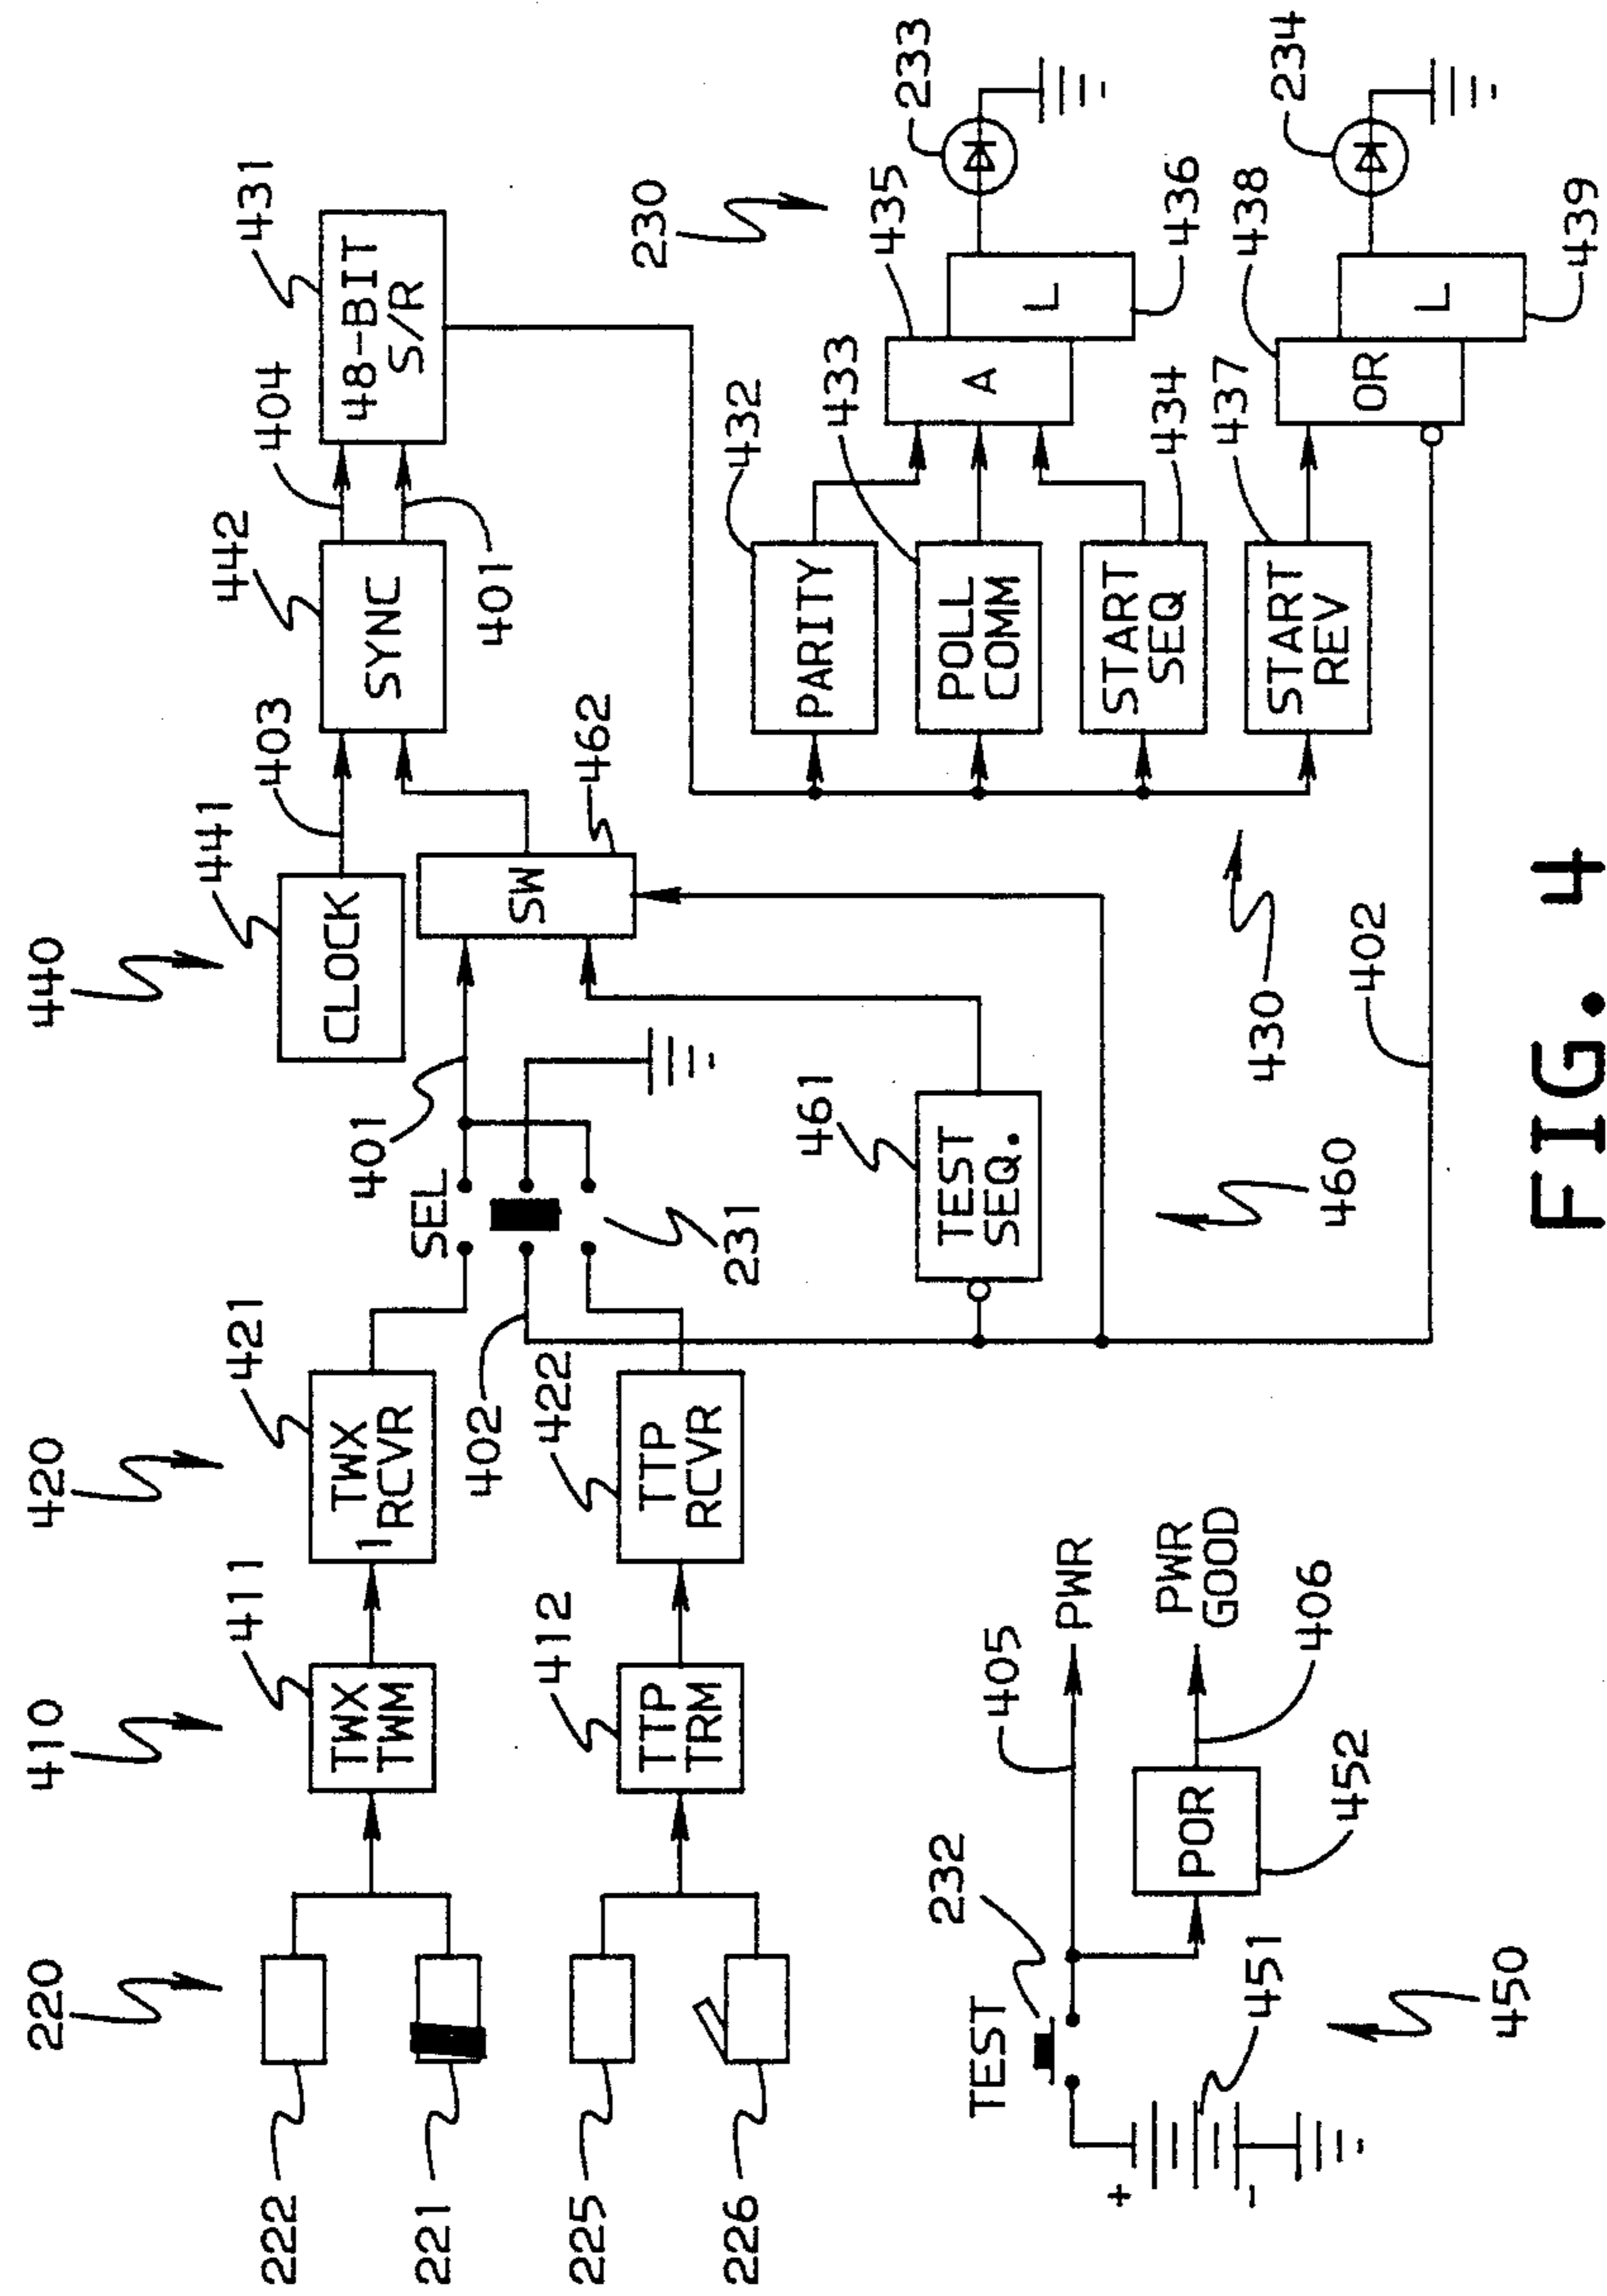 220
410
420
440
222
221
225
226
TWX
TWM
411
TWX
1 RCVR
421
TTP
TRM
412
TTP
RCVR
422
402
SEL
231
401
CLOCK
441
403
SW
462
SYNC
442
404
401
48-BIT
S/R
431
230
TEST
SEQ.
461
460
PARITY
432
POLL
COMM
433
START
SEQ
434
START
REV
437
A
435
L
436
233
OR
438
L
439
234
430
402
TEST
232
405
PWR
+
-
451
POR
452
PWR
GOOD
406
450
FIG. 4